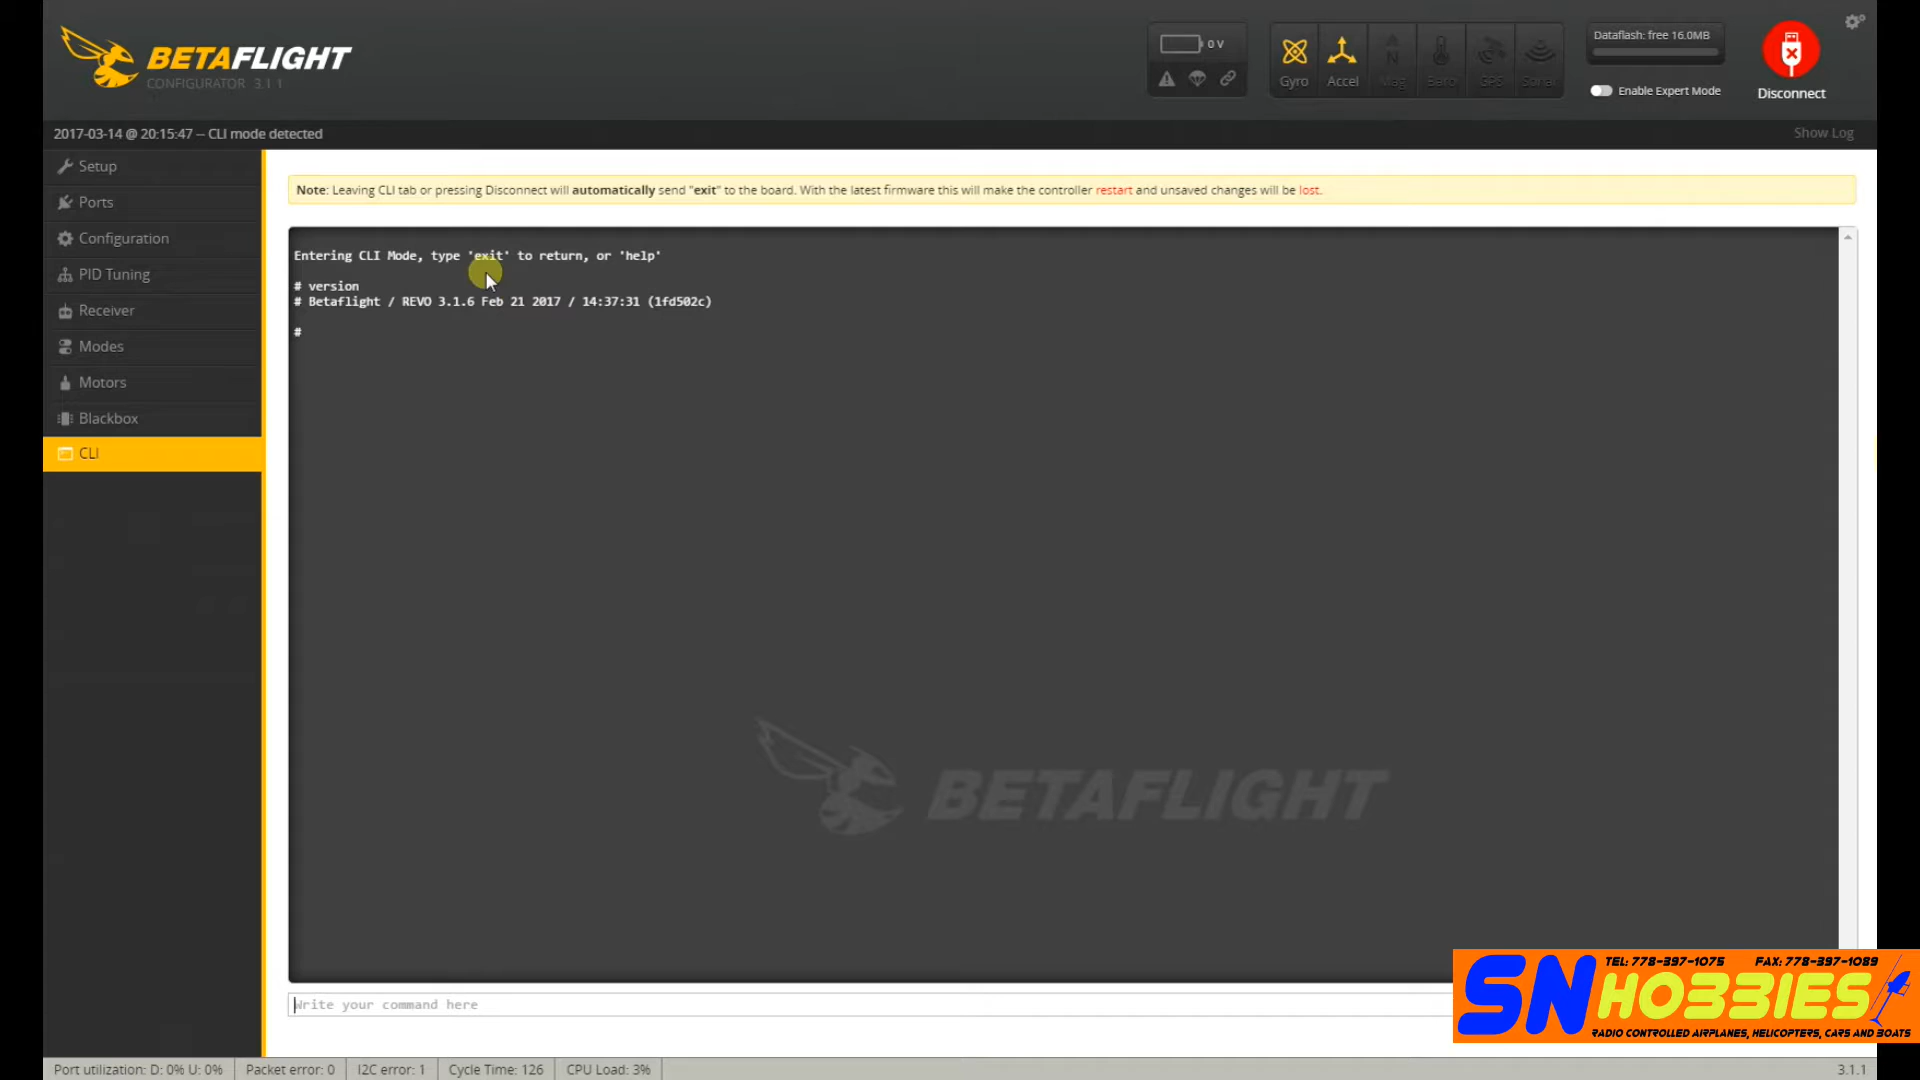 BETAFLIGHT
CONFIGURATOR 3.1.1
0 V
Gyro
Accel
Mag
Baro
GPS
Sonar
Dataflash: free 16.0MB
Enable Expert Mode
Disconnect
2017-03-14 @ 20:15:47 -- CLI mode detected
Show Log
Setup
Ports
Configuration
PID Tuning
Receiver
Modes
Motors
Blackbox
CLI
Note: Leaving CLI tab or pressing Disconnect will automatically send "exit" to the board. With the latest firmware this will make the controller restart and unsaved changes will be lost.
Entering CLI Mode, type 'exit' to return, or 'help'
# version
# Betaflight / REVO 3.1.6 Feb 21 2017 / 14:37:31 (1fd502c)
#
BETAFLIGHT
Write your command here
TEL: 778-397-1075 FAX: 778-397-1089
SNHOBBIES
RADIO CONTROLLED AIRPLANES, HELICOPTERS, CARS AND BOATS
Port utilization: D: 0% U: 0%
Packet error: 0
I2C error: 1
Cycle Time: 126
CPU Load: 3%
3.1.1